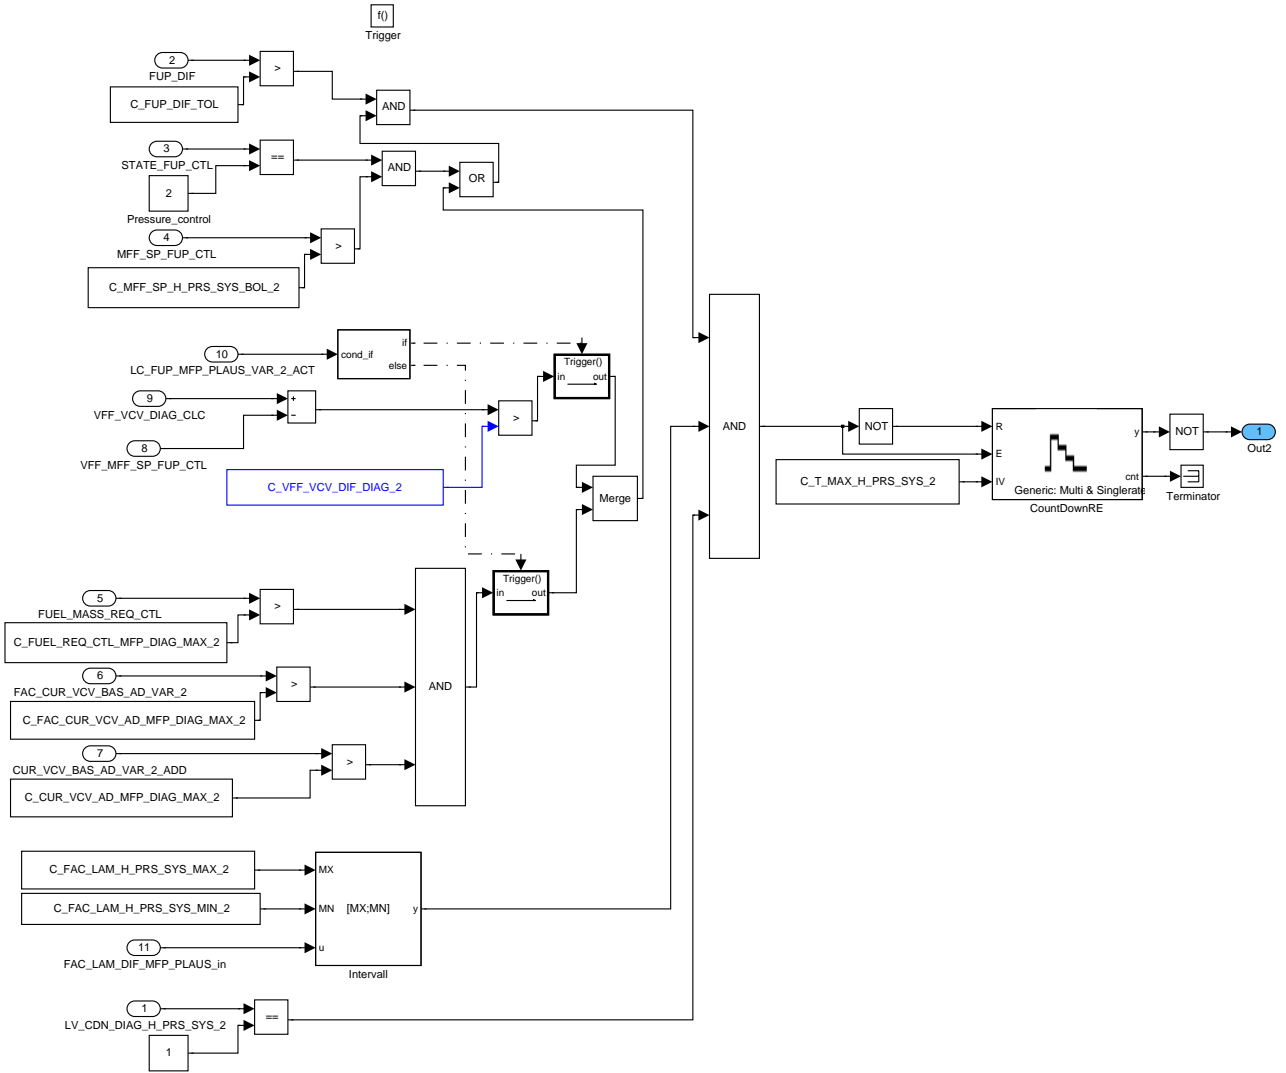 f()
Trigger
2
FUP_DIF
>
C_FUP_DIF_TOL
AND
3
STATE_FUP_CTL
==
2
Pressure_control
AND
OR
4
MFF_SP_FUP_CTL
>
C_MFF_SP_H_PRS_SYS_BOL_2
10
LC_FUP_MFP_PLAUS_VAR_2_ACT
cond_if
if
else
Trigger()
in
out
9
VFF_VCV_DIAG_CLC
+
−
8
VFF_MFF_SP_FUP_CTL
>
C_VFF_VCV_DIF_DIAG_2
Merge
AND
NOT
C_T_MAX_H_PRS_SYS_2
R
E
IV
y
cnt
Generic: Multi & Singlerate
CountDownRE
NOT
1
Out2
Terminator
Trigger()
in
out
5
FUEL_MASS_REQ_CTL
>
C_FUEL_REQ_CTL_MFP_DIAG_MAX_2
6
FAC_CUR_VCV_BAS_AD_VAR_2
>
C_FAC_CUR_VCV_AD_MFP_DIAG_MAX_2
AND
7
CUR_VCV_BAS_AD_VAR_2_ADD
>
C_CUR_VCV_AD_MFP_DIAG_MAX_2
C_FAC_LAM_H_PRS_SYS_MAX_2
C_FAC_LAM_H_PRS_SYS_MIN_2
11
FAC_LAM_DIF_MFP_PLAUS_in
MX
MN
u
[MX;MN]
y
Intervall
1
LV_CDN_DIAG_H_PRS_SYS_2
==
1